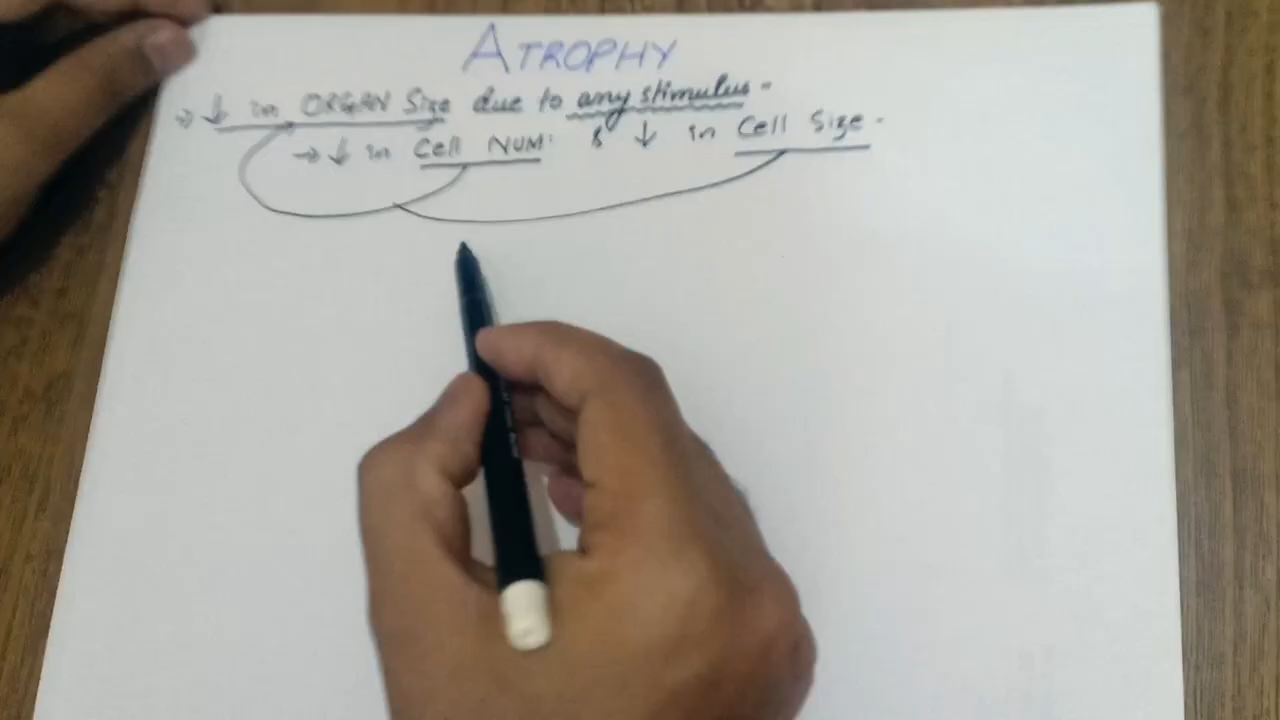 ATROPHY
→ ↓ in ORGAN Size due to any stimulus.
→ ↓ in Cell NUM: & ↓ in Cell Size.